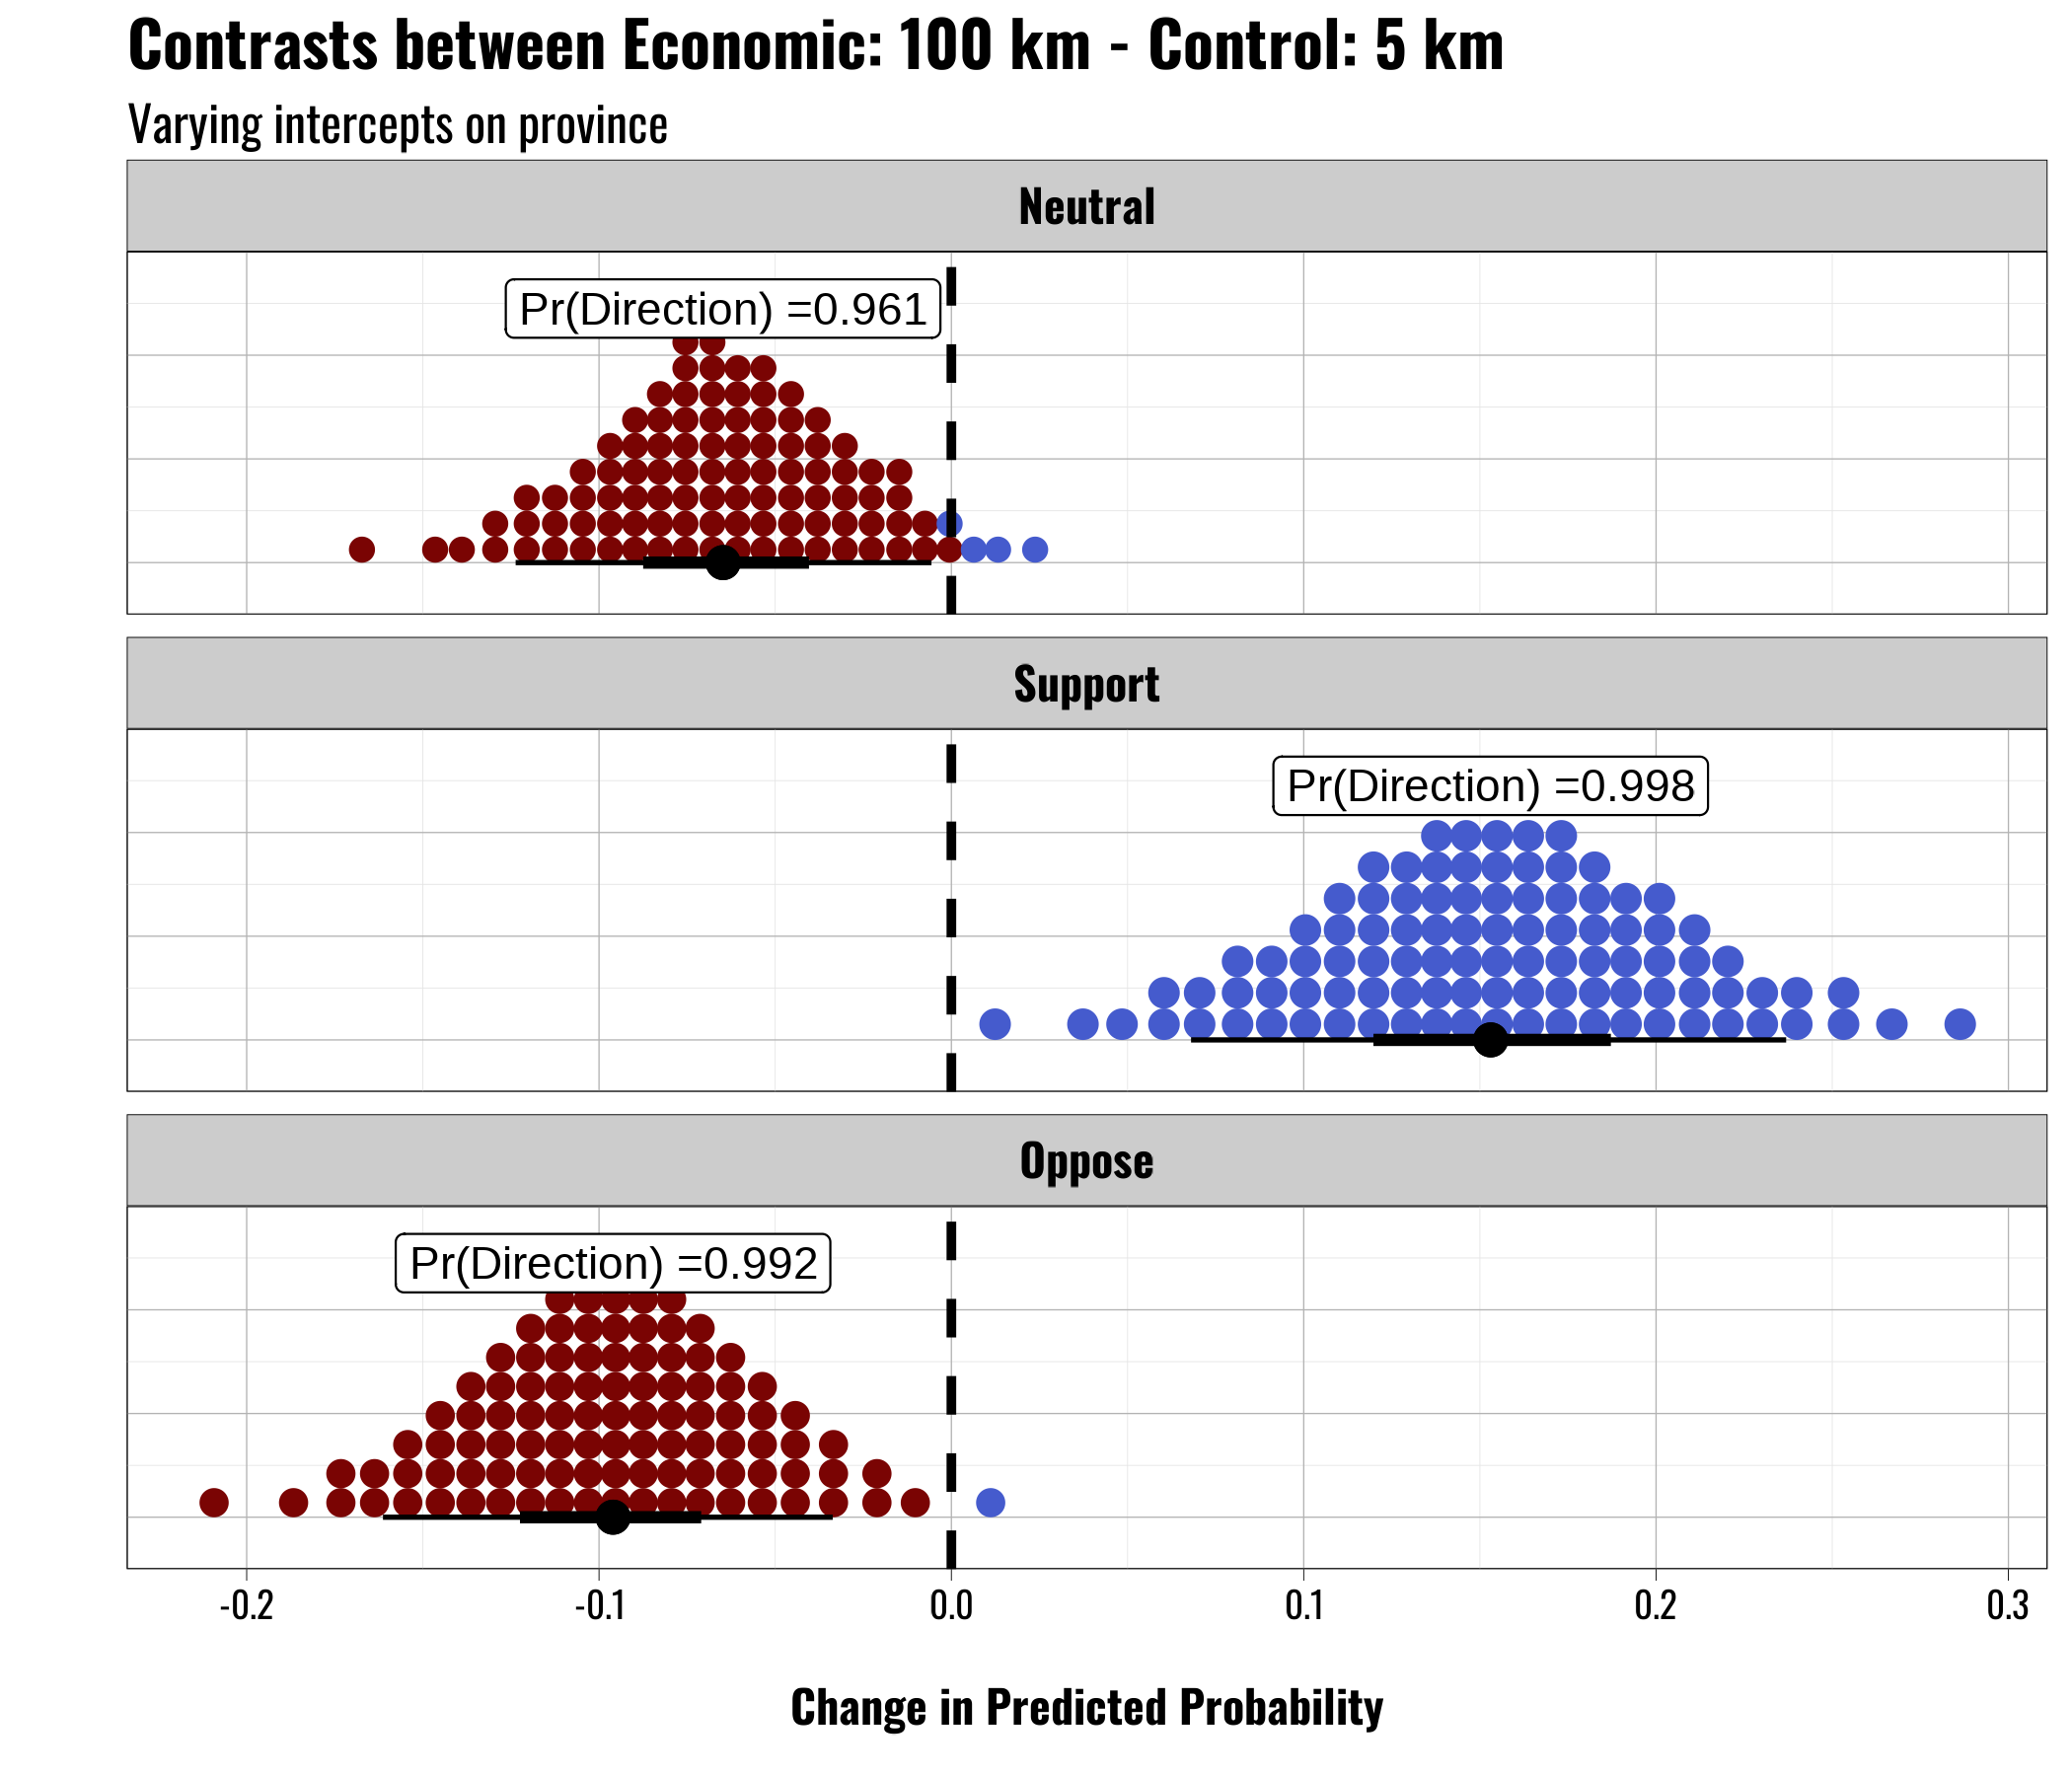 Contrasts between Economic: 100 km - Control: 5 km
Varying intercepts on province
Neutral
Pr(Direction) =0.961
Support
Pr(Direction) =0.998
Oppose
Pr(Direction) =0.992
-0.2 -0.1 0.0 0.1 0.2 0.3
Change in Predicted Probability